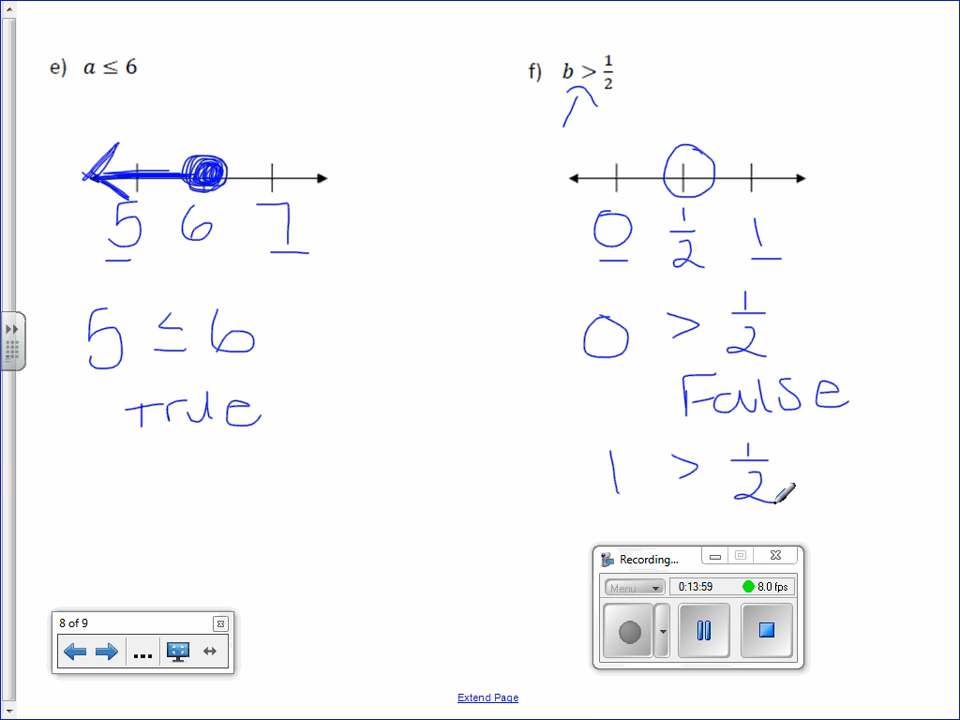 e) a ≤ 6
5 6 7
5 ≤ 6
True
f) b > 1/2
0 1/2 1
0 > 1/2
False
1 > 1/2
Recording...
Menu 0:13:59 8.0 fps
8 of 9
...
Extend Page